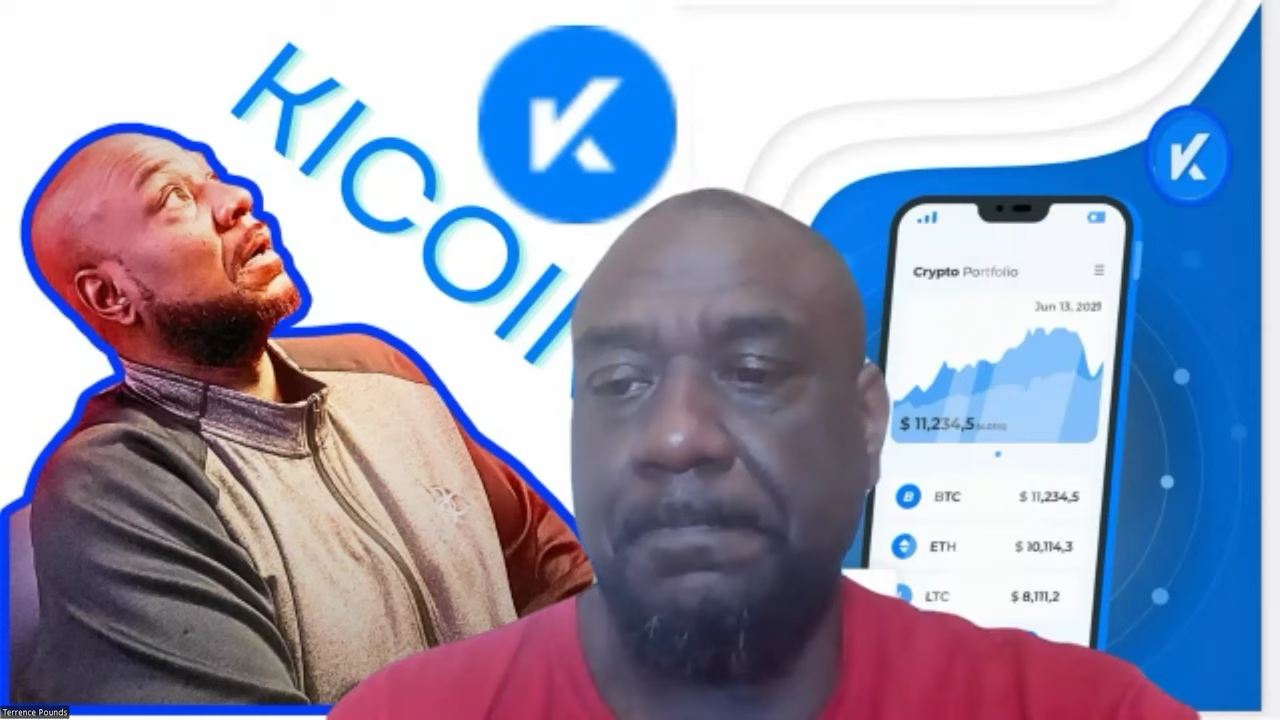 KICOI
K
K
Crypto Portfolio
Jun 13, 2021
$ 11,234,5
BTC $ 11,234,5
ETH $ 10,114,3
LTC $ 8,111,2
Terrence Pounds